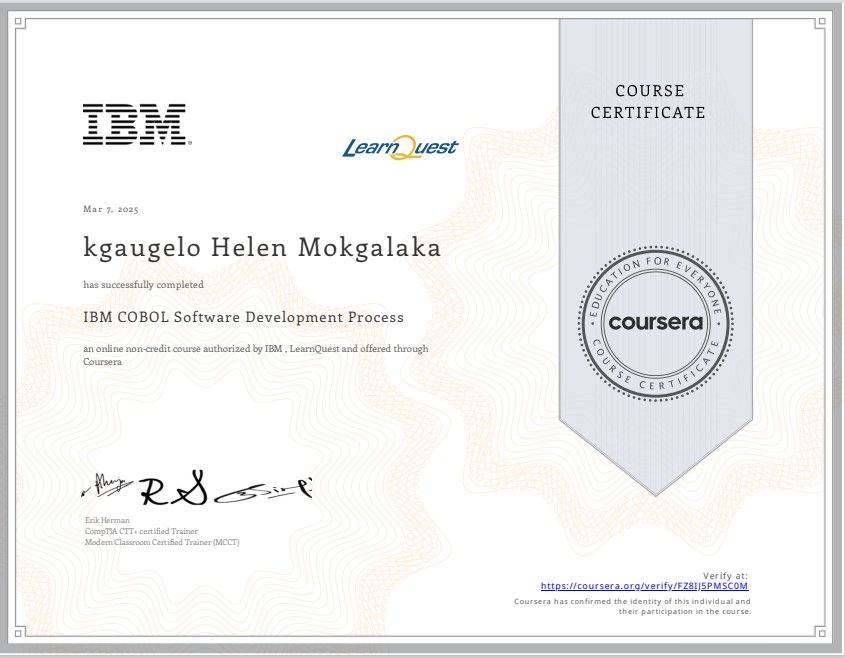 COURSE
CERTIFICATE
IBM
LearnQuest
Mar 7, 2025
kgaugelo Helen Mokgalaka
has successfully completed
IBM COBOL Software Development Process
an online non-credit course authorized by IBM , LearnQuest and offered through
Coursera
EDUCATION FOR EVERYONE
coursera
COURSE CERTIFICATE
Erik Herman
CompTIA CTT+ certified Trainer
Modern Classroom Certified Trainer (MCCT)
Verify at:
https://coursera.org/verify/FZ8IJ5PMSC0M
Coursera has confirmed the identity of this individual and
their participation in the course.